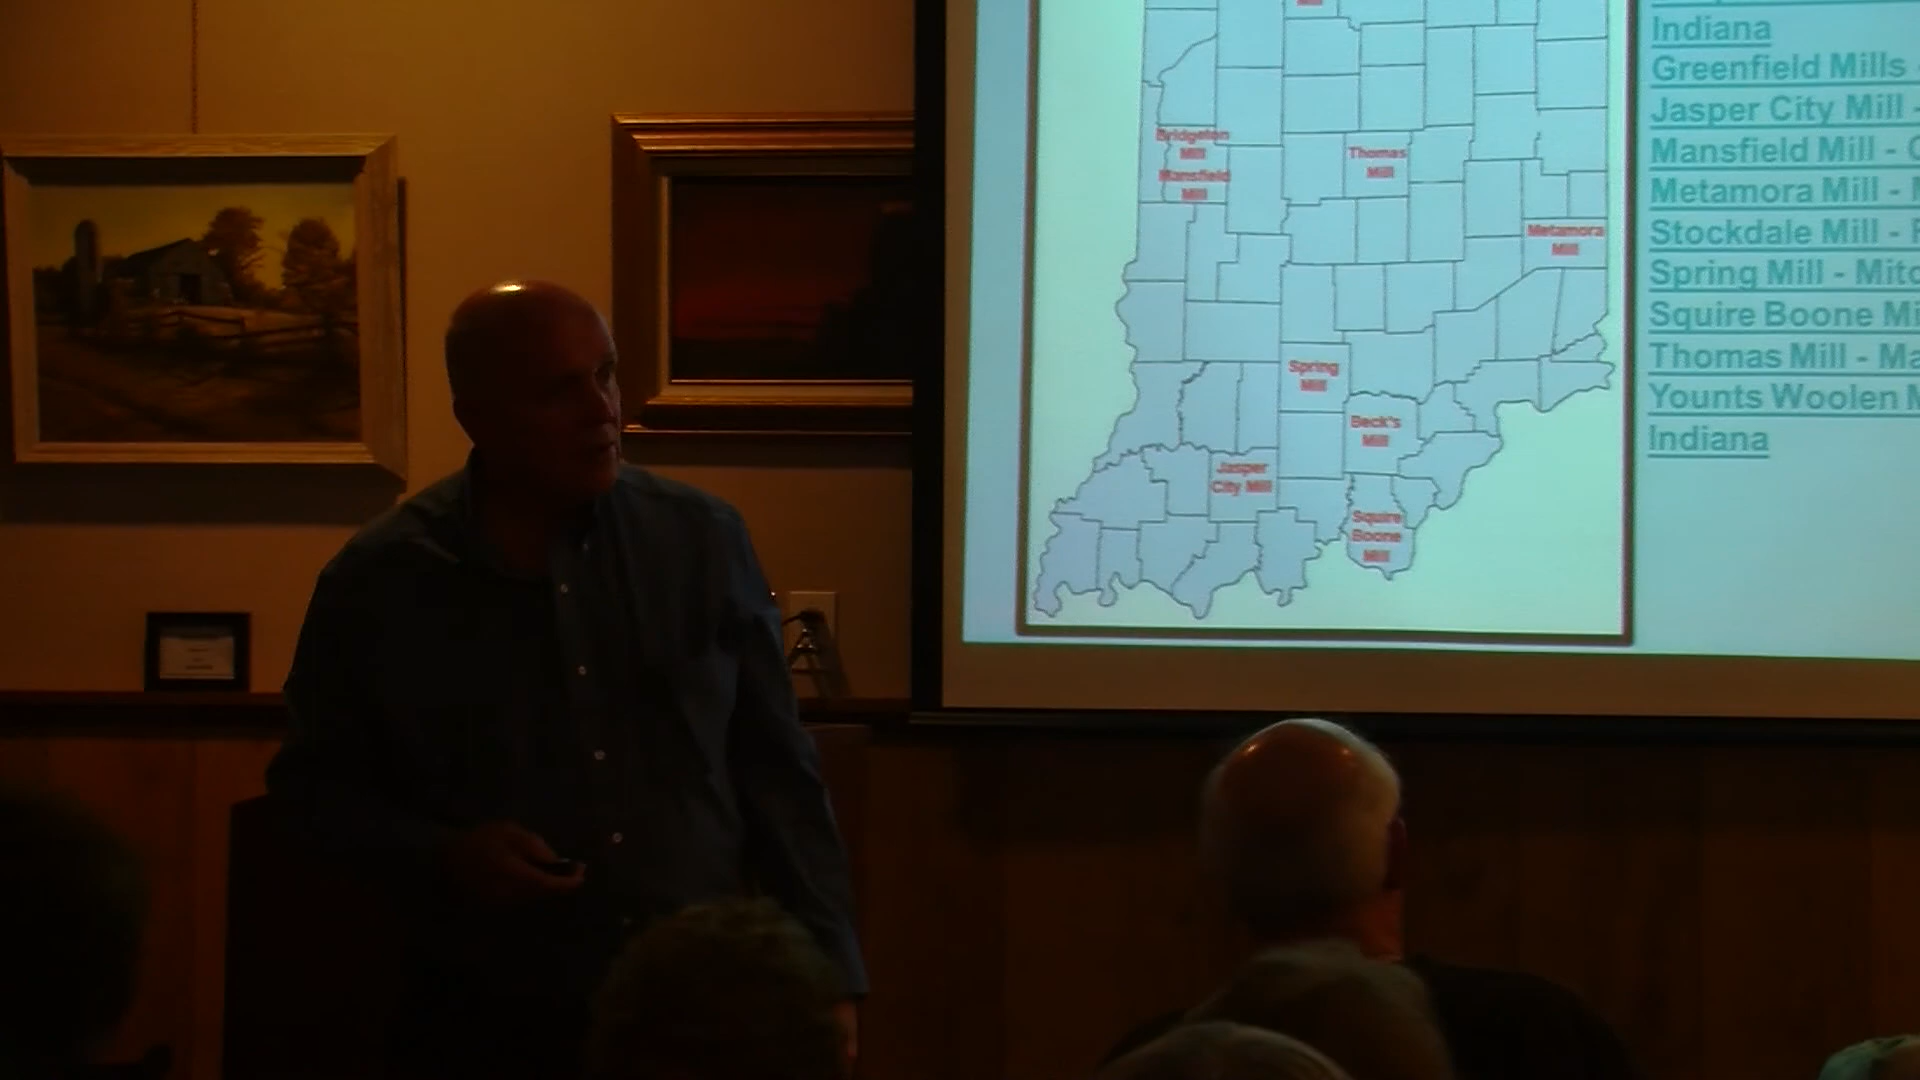 Mill
Bridgeton
Mill
Mansfield
Mill
Thomas
Mill
Metamora
Mill
Spring
Mill
Beck's
Mill
Jasper
City Mill
Squire
Boone
Mill
Indiana
Greenfield Mills -
Jasper City Mill -
Mansfield Mill -
Metamora Mill -
Stockdale Mill -
Spring Mill -
Squire Boone
Thomas Mill -
Younts Woolen
Indiana